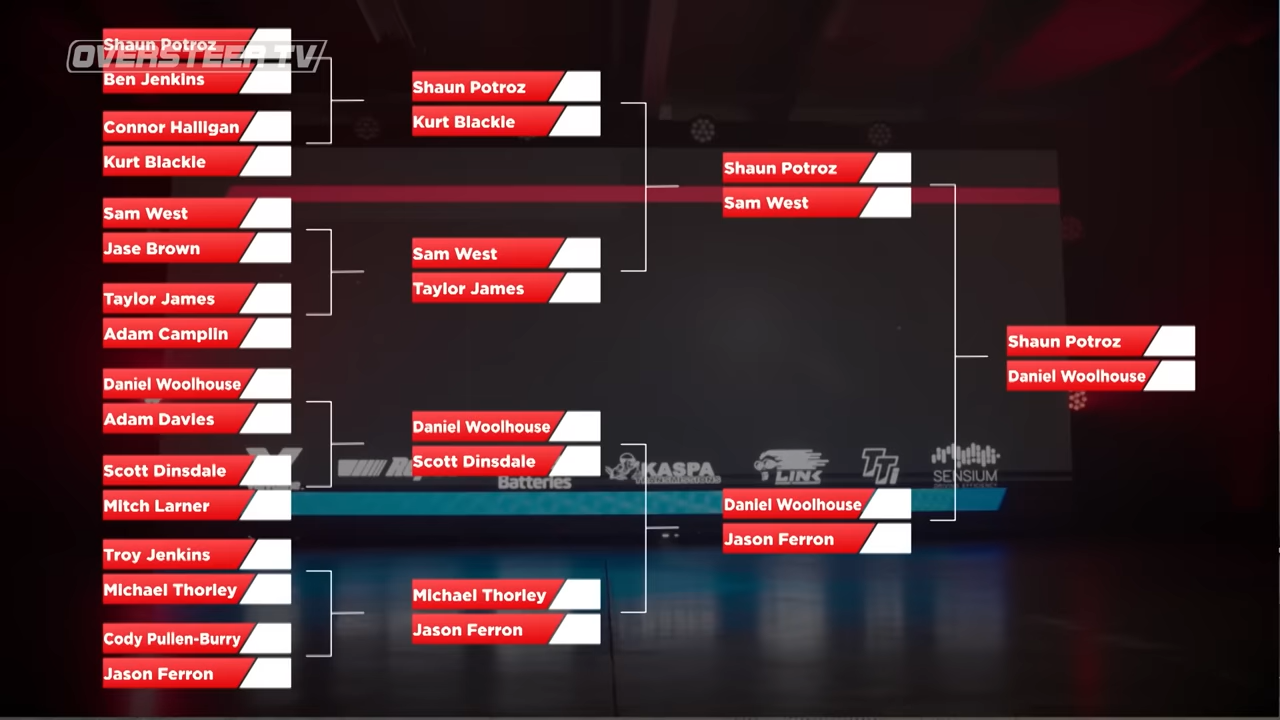 Shaun Potroz
OVERSTEER TV
Ben Jenkins
Connor Halligan
Kurt Blackie
Sam West
Jase Brown
Taylor James
Adam Camplin
Daniel Woolhouse
Adam Davies
Scott Dinsdale
Mitch Larner
Troy Jenkins
Michael Thorley
Cody Pullen-Burry
Jason Ferron
Shaun Potroz
Kurt Blackie
Sam West
Taylor James
Daniel Woolhouse
Scott Dinsdale
Michael Thorley
Jason Ferron
Shaun Potroz
Sam West
Daniel Woolhouse
Jason Ferron
Shaun Potroz
Daniel Woolhouse
Batteries
KASPA
LINK
TTI
SENSIUM